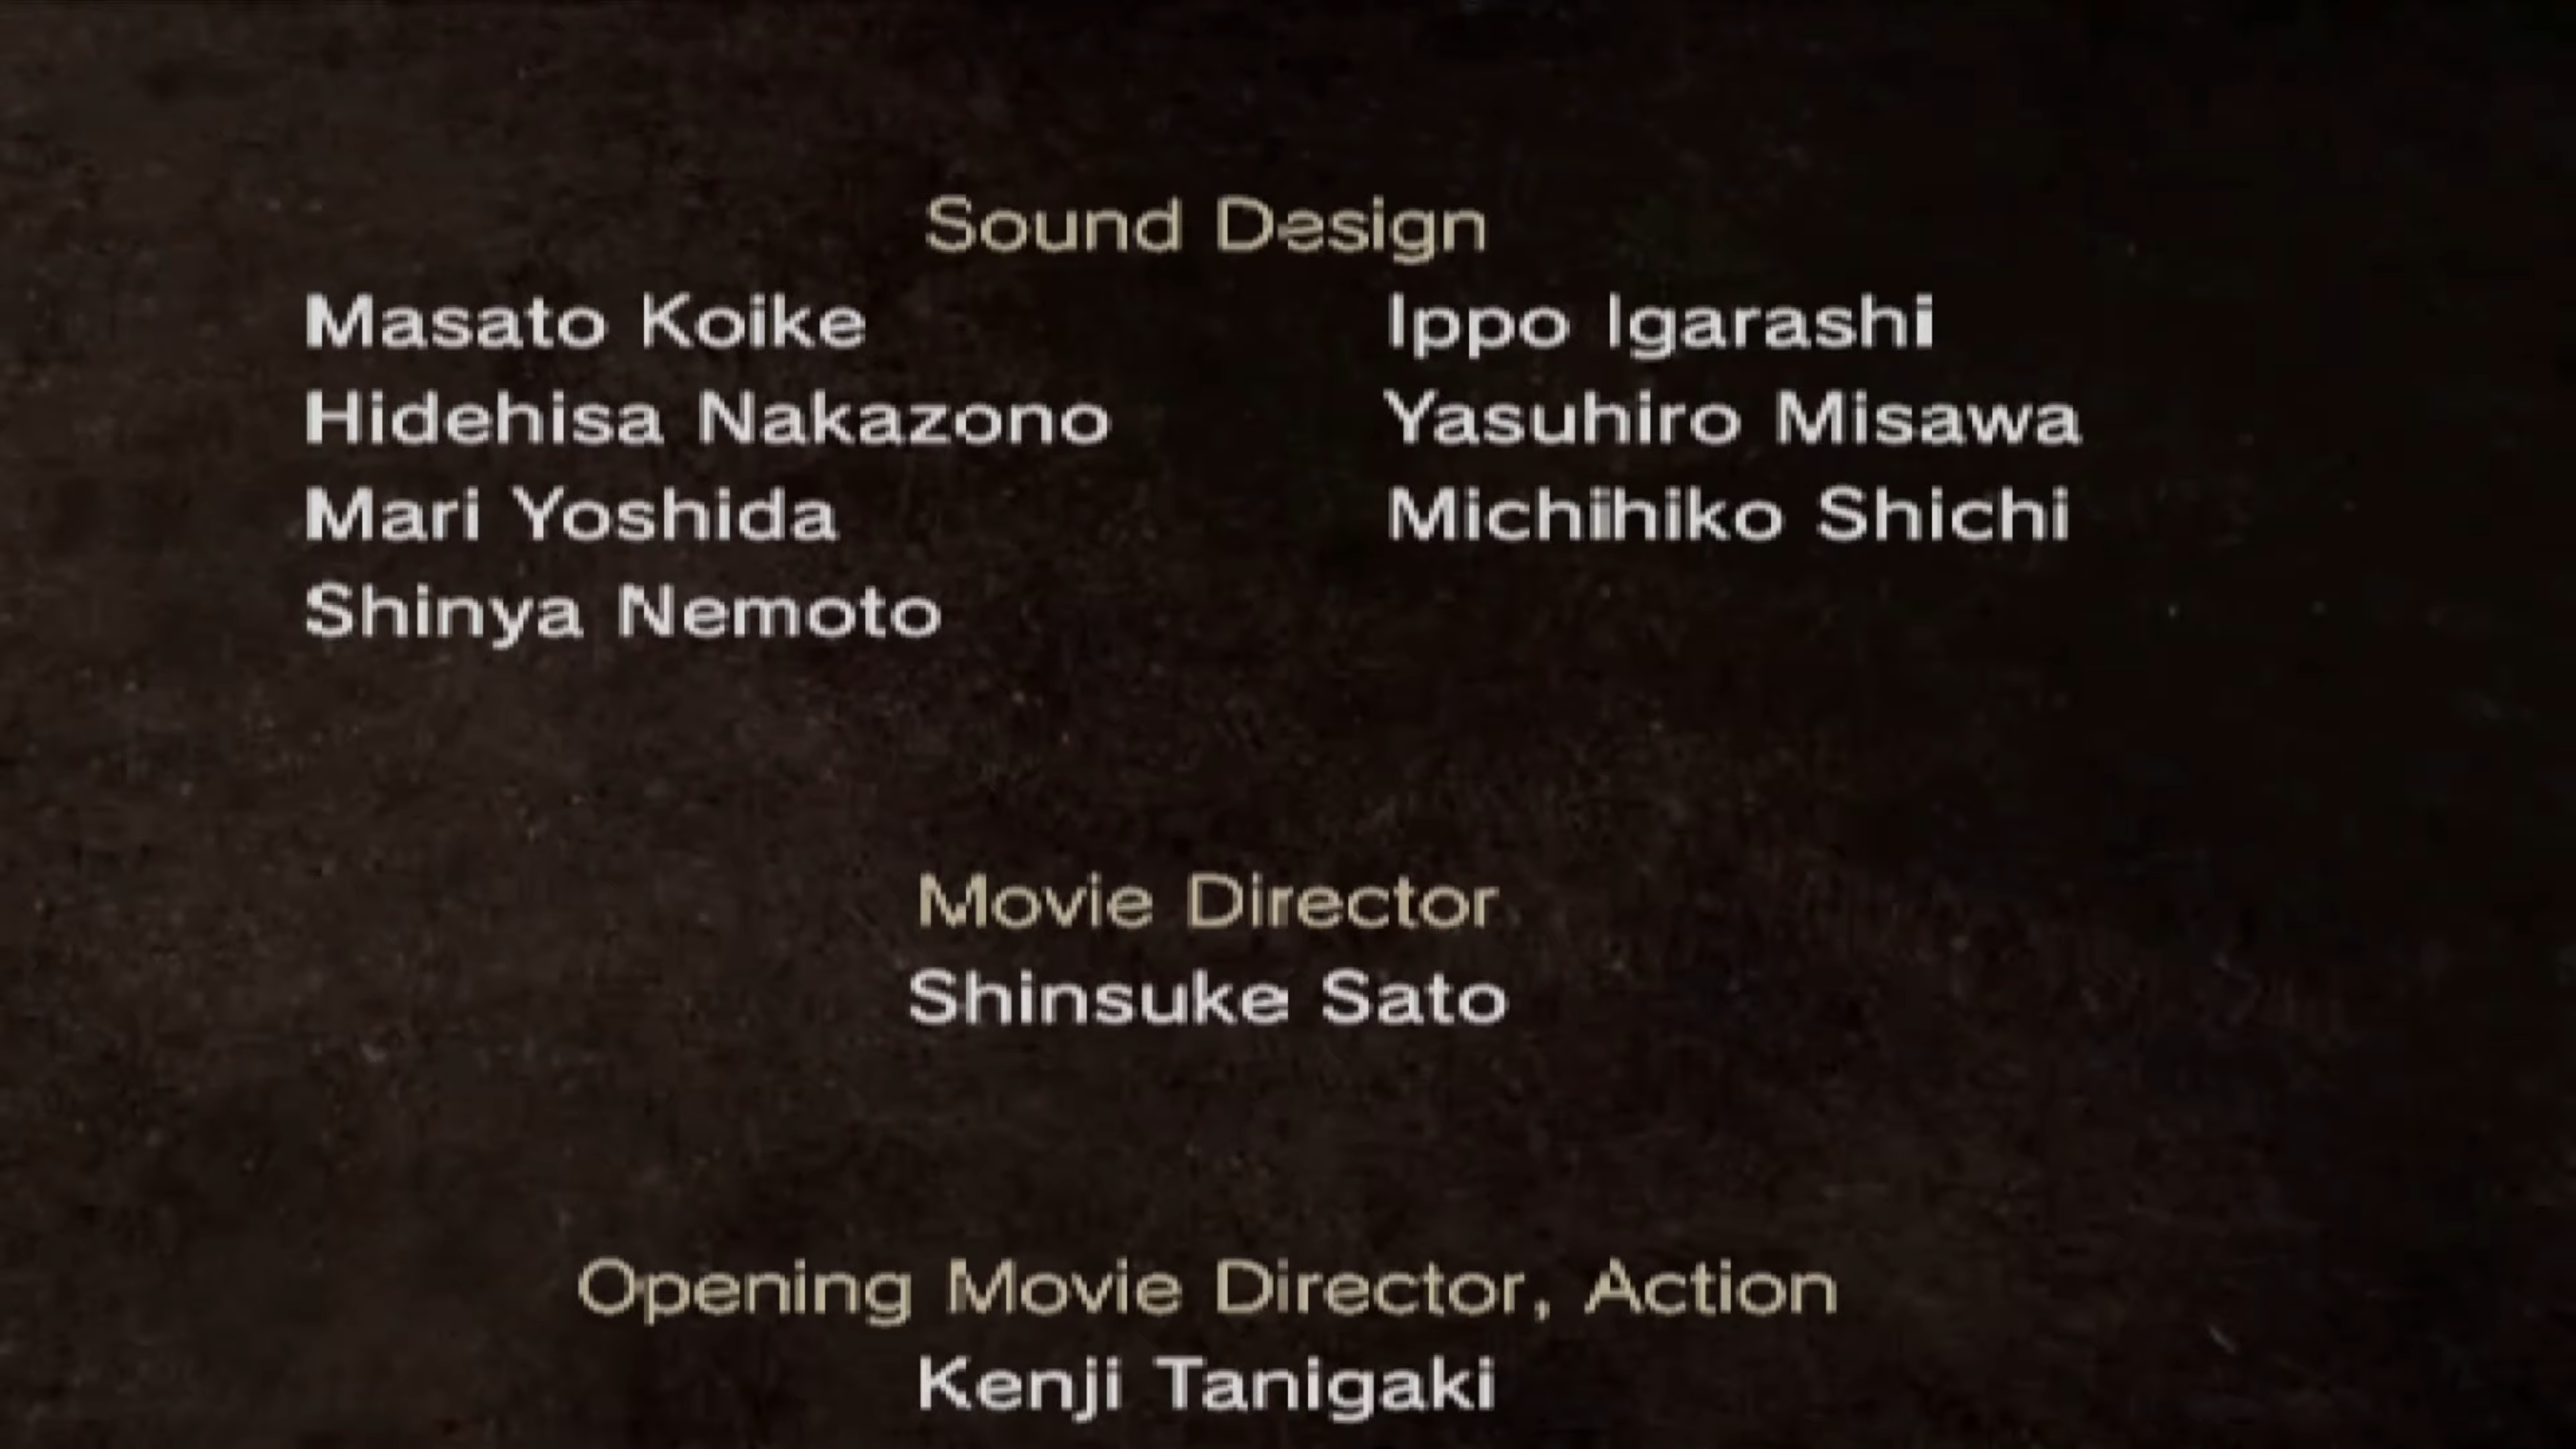 Sound Design
Masato Koike Ippo Igarashi
Hidehisa Nakazono Yasuhiro Misawa
Mari Yoshida Michihiko Shichi
Shinya Nemoto
Movie Director
Shinsuke Sato
Opening Movie Director, Action
Kenji Tanigaki